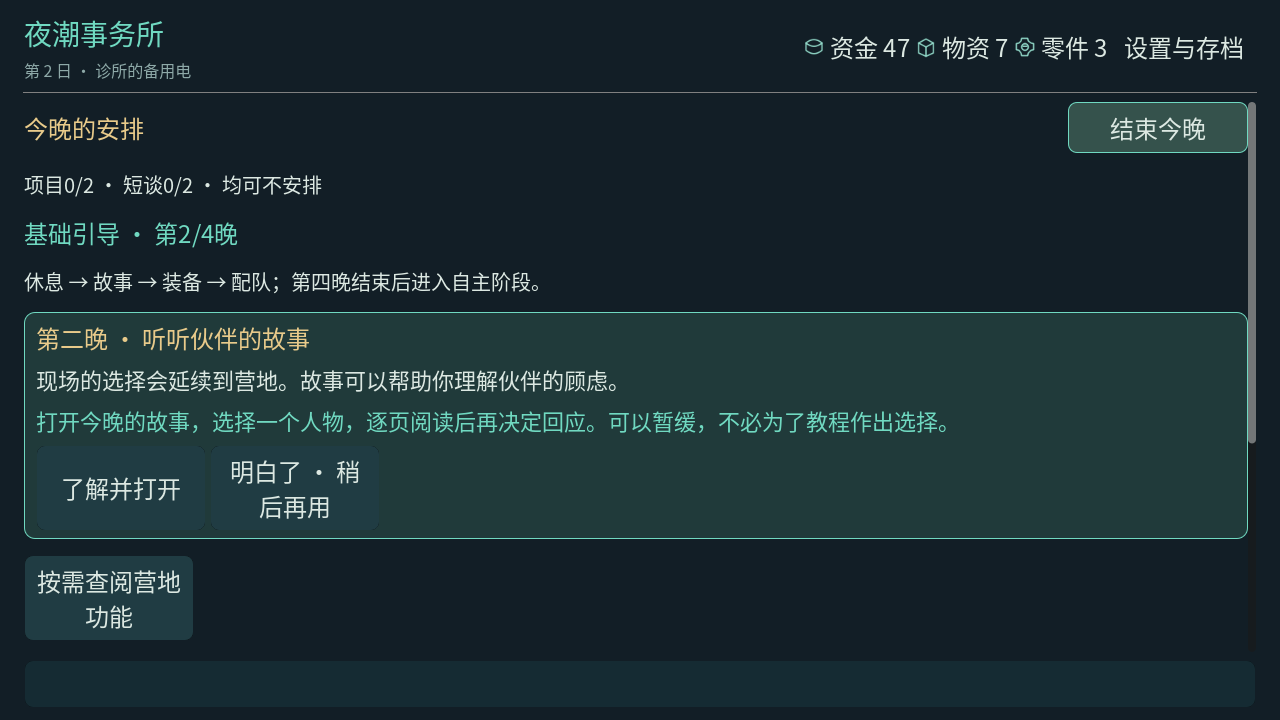 夜潮事务所
第 2 日 · 诊所的备用电
资金 47 物资 7 零件 3 设置与存档
今晚的安排
结束今晚
项目0/2 · 短谈0/2 · 均可不安排
基础引导 · 第2/4晚
休息 → 故事 → 装备 → 配队；第四晚结束后进入自主阶段。
第二晚 · 听听伙伴的故事
现场的选择会延续到营地。故事可以帮助你理解伙伴的顾虑。
打开今晚的故事，选择一个人物，逐页阅读后再决定回应。可以暂缓，不必为了教程作出选择。
了解并打开
明白了 · 稍
后再用
按需查阅营地
功能